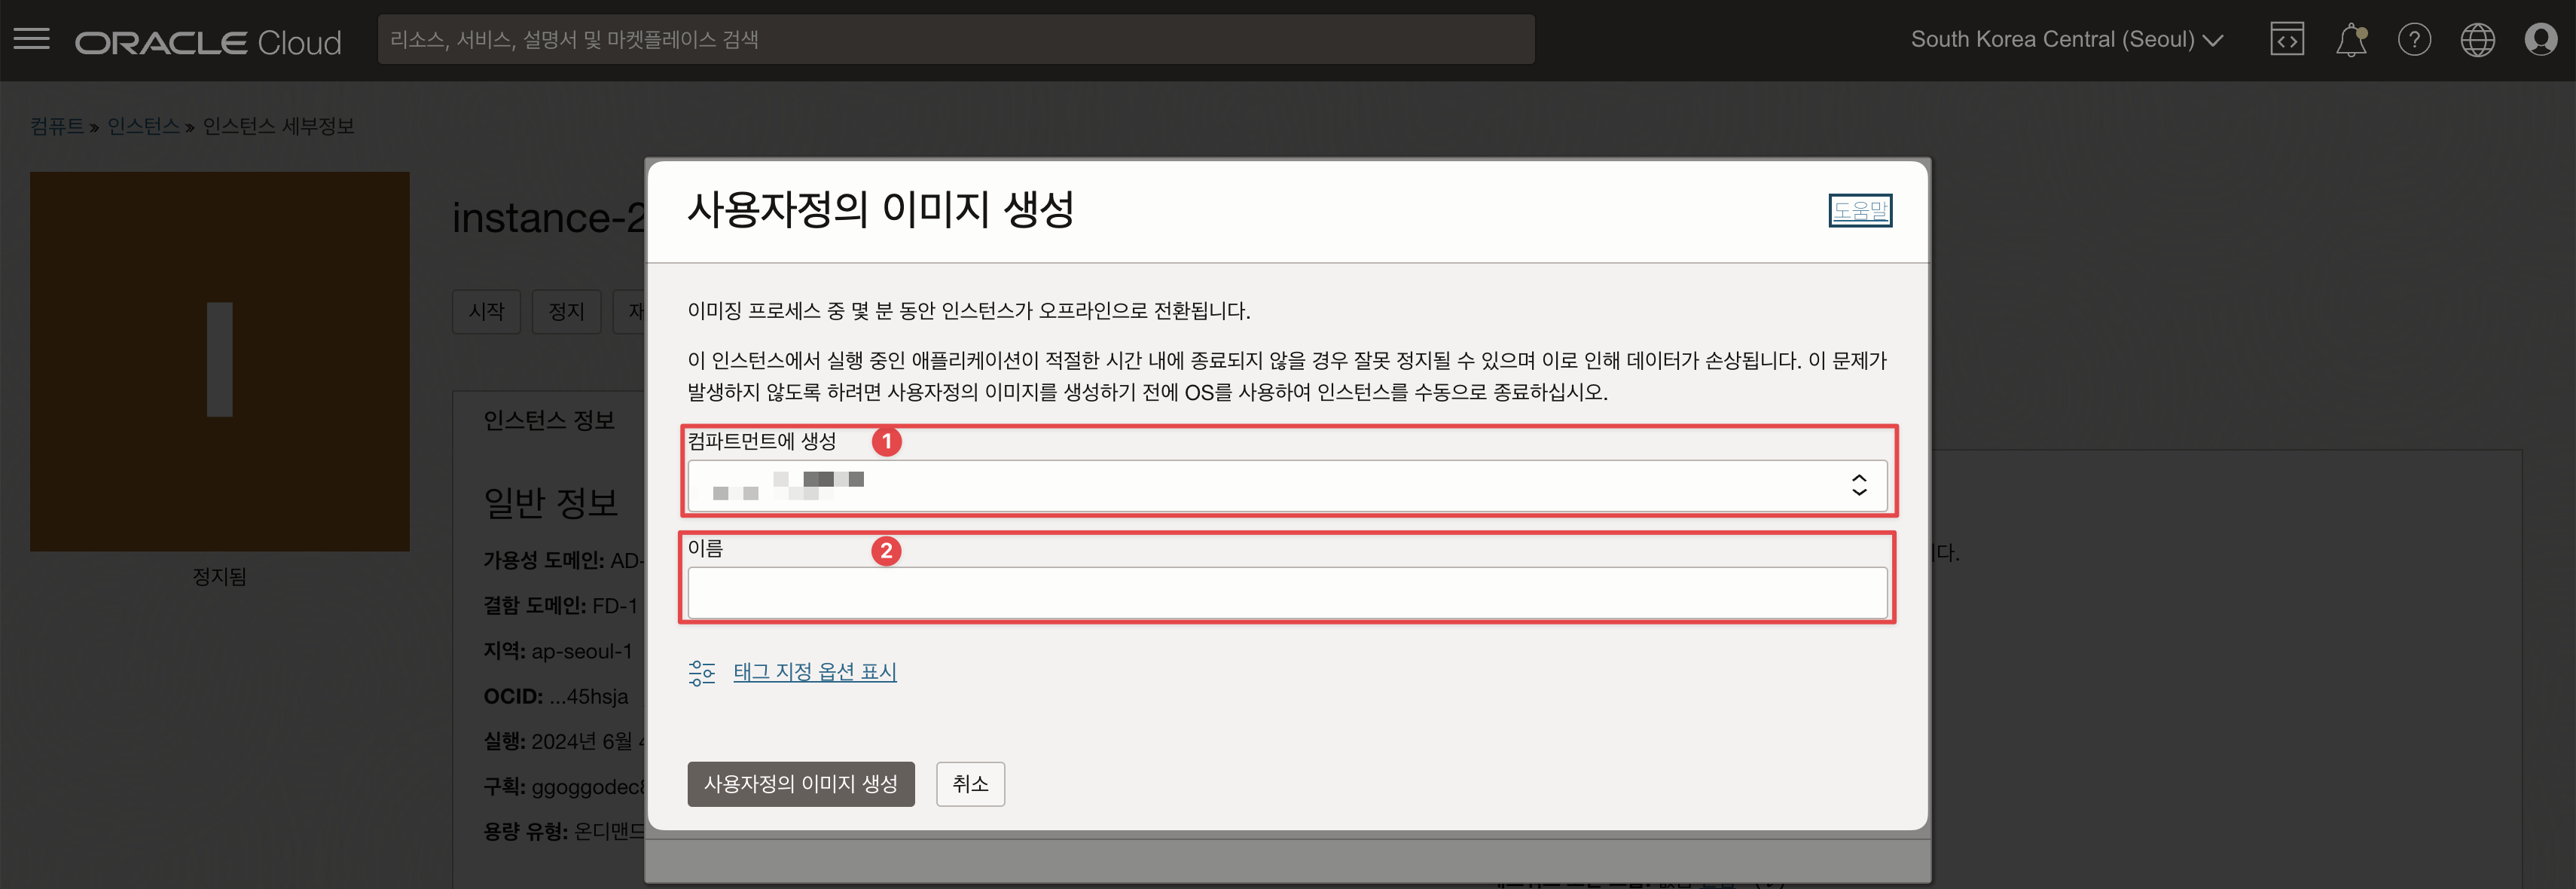 ORACLE Cloud
리소스, 서비스, 설명서 및 마켓플레이스 검색
South Korea Central (Seoul)
컴퓨트 » 인스턴스 » 인스턴스 세부정보
I
정지됨
instance-2
시작
정지
인스턴스 정보
일반 정보
가용성 도메인: AD-
결함 도메인: FD-1
지역: ap-seoul-1
OCID: ...45hsja
실행: 2024년 6월
구획: ggoggodec8
용량 유형: 온디맨드
사용자정의 이미지 생성
도움말
이미징 프로세스 중 몇 분 동안 인스턴스가 오프라인으로 전환됩니다.
이 인스턴스에서 실행 중인 애플리케이션이 적절한 시간 내에 종료되지 않을 경우 잘못 정지될 수 있으며 이로 인해 데이터가 손상됩니다. 이 문제가
발생하지 않도록 하려면 사용자정의 이미지를 생성하기 전에 OS를 사용하여 인스턴스를 수동으로 종료하십시오.
컴파트먼트에 생성
1
이름
2
태그 지정 옵션 표시
사용자정의 이미지 생성
취소